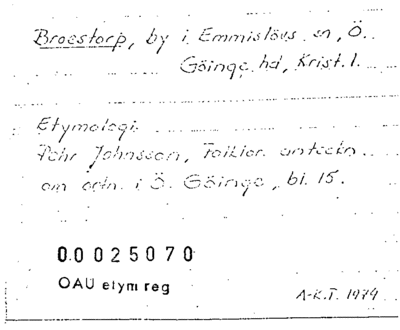 Broestorp, by i Emmislövs sn, Ö.
Göinge hd, Krist. l.
Etymologi
Pehr Johnsson, Folklor. anteckn.
om ortn. i Ö. Göinge, bl. 15.
00025070
OAU etym reg
A-K.T. 1974